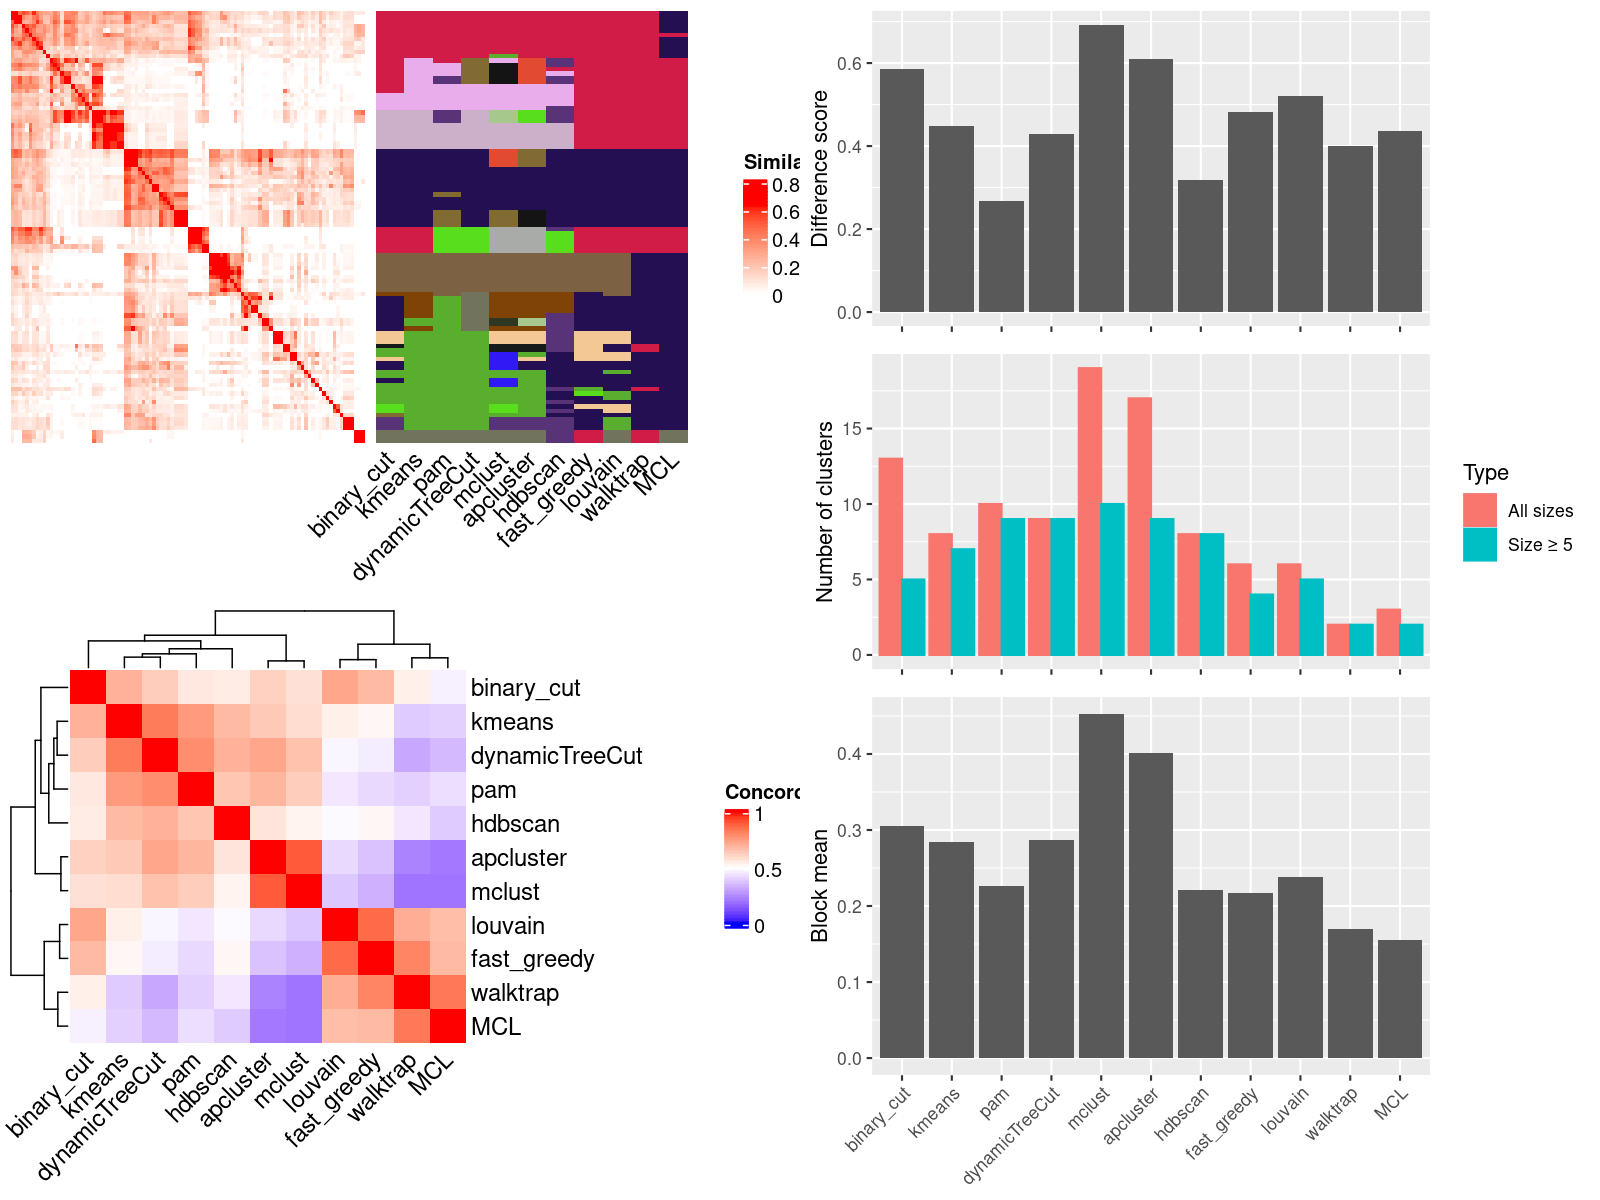 Simila
0.8
0.6
0.4
0.2
0
binary_cut
kmeans
pam
dynamicTreeCut
mclust
apcluster
hdbscan
fast_greedy
louvain
walktrap
MCL
binary_cut
kmeans
dynamicTreeCut
pam
hdbscan
apcluster
mclust
louvain
fast_greedy
walktrap
MCL
binary_cut
kmeans
dynamicTreeCut
pam
hdbscan
apcluster
mclust
louvain
fast_greedy
walktrap
MCL
Concord
1
0.5
0
Difference score
0.6
0.4
0.2
0.0
Number of clusters
15
10
5
0
Type
All sizes
Size ≥ 5
Block mean
0.4
0.3
0.2
0.1
0.0
binary_cut
kmeans
pam
dynamicTreeCut
mclust
apcluster
hdbscan
fast_greedy
louvain
walktrap
MCL